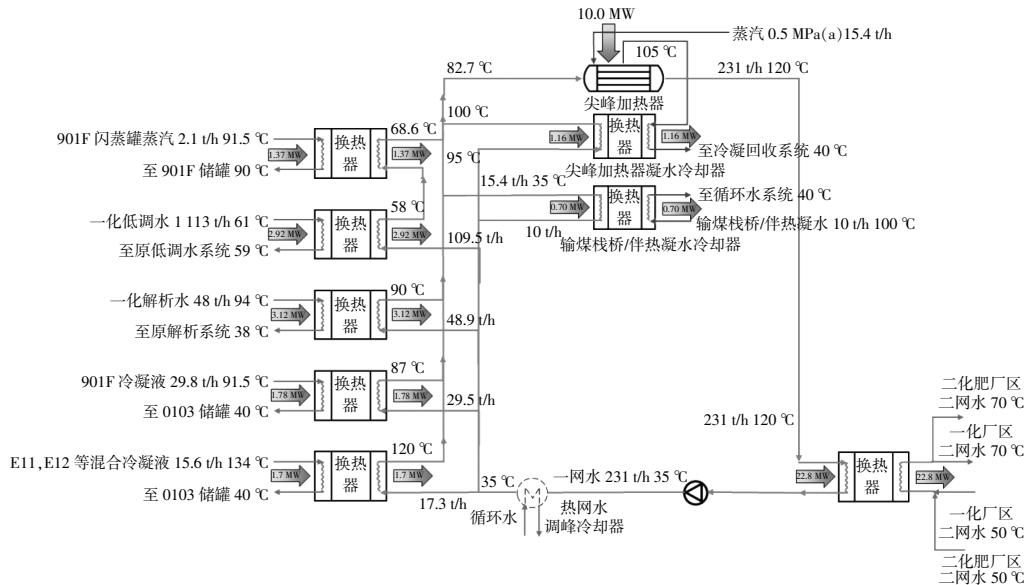 10.0 MW
蒸汽 0.5 MPa(a)15.4 t/h
105 ℃
82.7 ℃
231 t/h 120 ℃
尖峰加热器
100 ℃
901F 闪蒸罐蒸汽 2.1 t/h 91.5 ℃
1.37 MW
至 901F 储罐 90 ℃
换热器
68.6 ℃
1.37 MW
95 ℃
1.16 MW
换热器
1.16 MW
至冷凝回收系统 40 ℃
尖峰加热器凝水冷却器
15.4 t/h 35 ℃
0.70 MW
换热器
至循环水系统 40 ℃
0.70 MW
输煤栈桥/伴热凝水 10 t/h 100 ℃
10 t/h
输煤栈桥/伴热凝水冷却器
一化低调水 1 113 t/h 61 ℃
2.92 MW
至原低调水系统 59 ℃
换热器
58 ℃
2.92 MW
109.5 t/h
一化解析水 48 t/h 94 ℃
3.12 MW
至原解析系统 38 ℃
换热器
90 ℃
3.12 MW
48.9 t/h
901F 冷凝液 29.8 t/h 91.5 ℃
1.78 MW
至 0103 储罐 40 ℃
换热器
87 ℃
1.78 MW
29.5 t/h
E11,E12 等混合冷凝液 15.6 t/h 134 ℃
1.7 MW
至 0103 储罐 40 ℃
换热器
120 ℃
1.7 MW
17.3 t/h
35 ℃
M
循环水
热网水
调峰冷却器
一网水 231 t/h 35 ℃
231 t/h 120 ℃
22.8 MW
换热器
22.8 MW
二化肥厂区
二网水 70 ℃
一化厂区
二网水 70 ℃
一化厂区
二网水 50 ℃
二化肥厂区
二网水 50 ℃